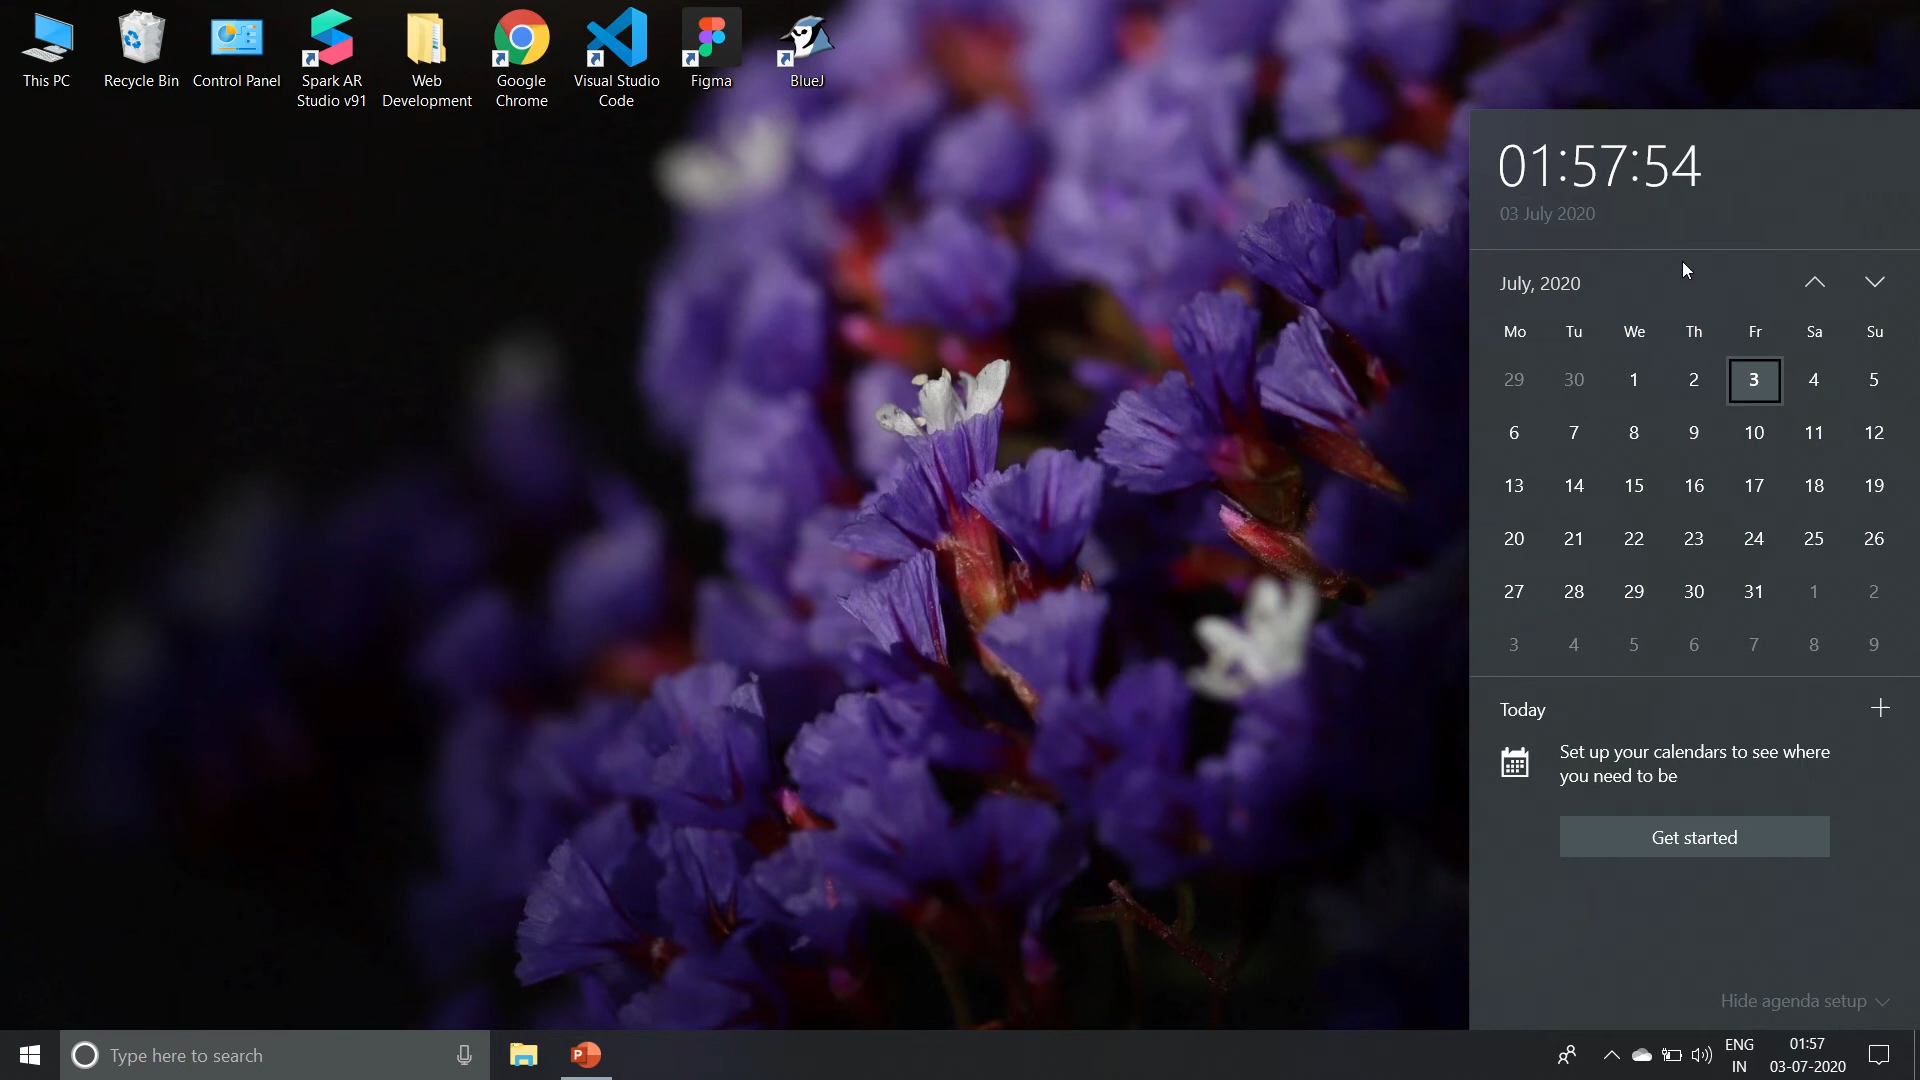 This PC
Recycle Bin
Control Panel
Spark AR
Studio v91
Web
Development
Google
Chrome
Visual Studio
Code
Figma
BlueJ
01:57:54
03 July 2020
July, 2020
Mo Tu We Th Fr Sa Su
29 30 1 2 3 4 5
6 7 8 9 10 11 12
13 14 15 16 17 18 19
20 21 22 23 24 25 26
27 28 29 30 31 1 2
3 4 5 6 7 8 9
Today
Set up your calendars to see where
you need to be
Get started
Hide agenda setup
Type here to search
P
ENG
IN
01:57
03-07-2020